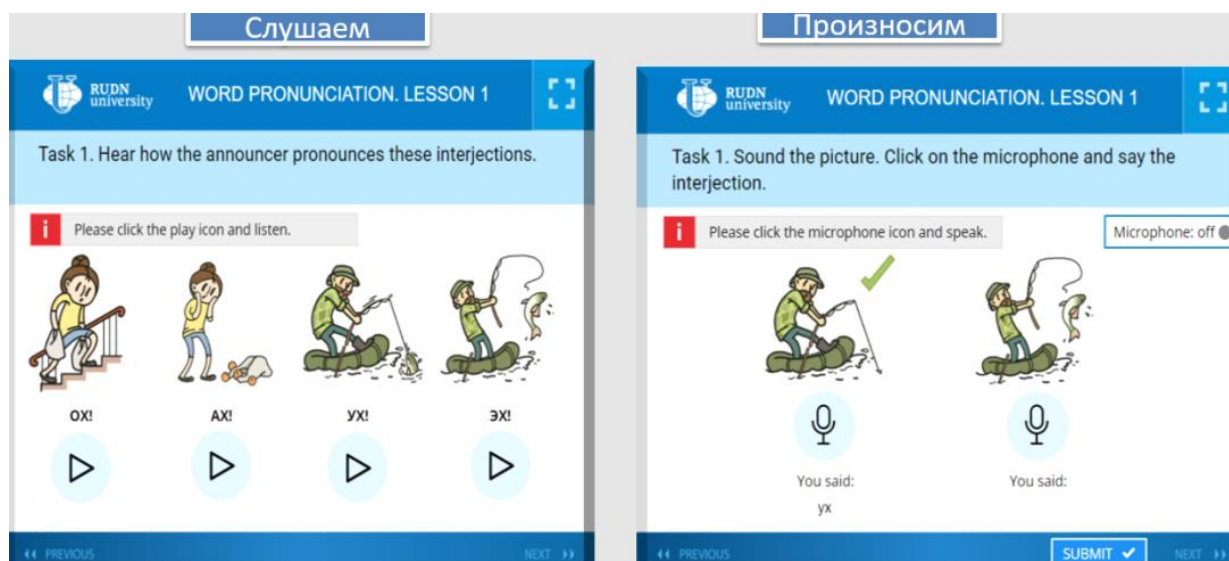 Слушаем
RUDN
university
WORD PRONUNCIATION. LESSON 1
Task 1. Hear how the announcer pronounces these interjections.
i
Please click the play icon and listen.
ОХ!
АХ!
УХ!
ЭХ!
PREVIOUS
NEXT
Произносим
RUDN
university
WORD PRONUNCIATION. LESSON 1
Task 1. Sound the picture. Click on the microphone and say the
interjection.
i
Please click the microphone icon and speak.
Microphone: off
You said:
ух
You said:
PREVIOUS
SUBMIT
NEXT